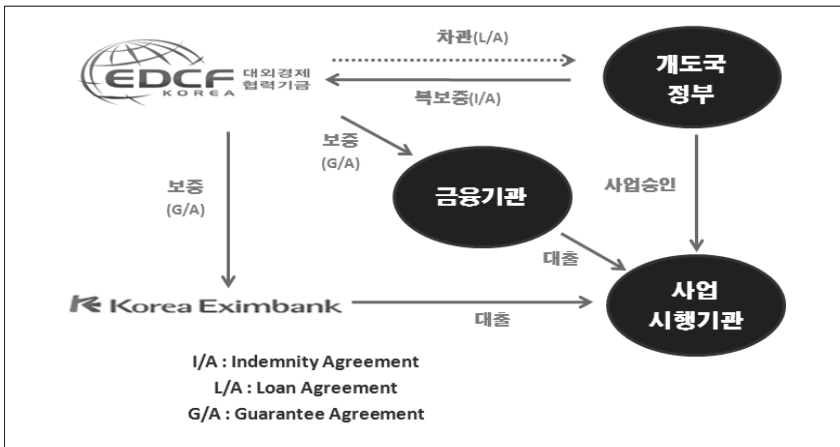 차관(L/A)
EDCF
KOREA
대외경제
협력기금
복보증(I/A)
개도국
정부
보증
(G/A)
보증
(G/A)
금융기관
사업승인
대출
Korea Eximbank
대출
사업
시행기관
I/A : Indemnity Agreement
L/A : Loan Agreement
G/A : Guarantee Agreement